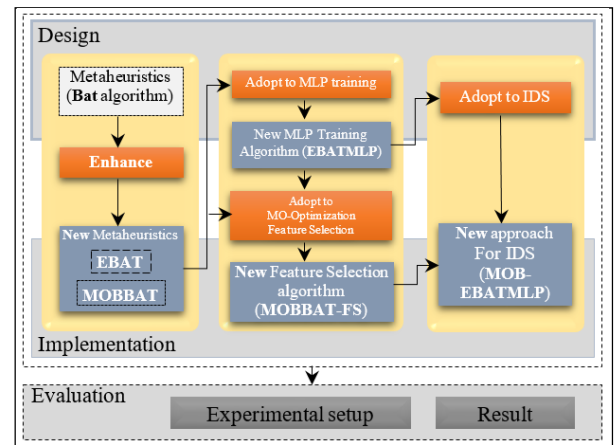 Design
Metaheuristics
(Bat algorithm)
Enhance
New Metaheuristics
EBAT
MOBBAT
Adopt to MLP training
New MLP Training
Algorithm (EBATMLP)
Adopt to
MO-Optimization
Feature Selection
New Feature Selection
algorithm
(MOBBAT-FS)
Adopt to IDS
New approach
For IDS
(MOB-
EBATMLP)
Implementation
Evaluation
Experimental setup
Result